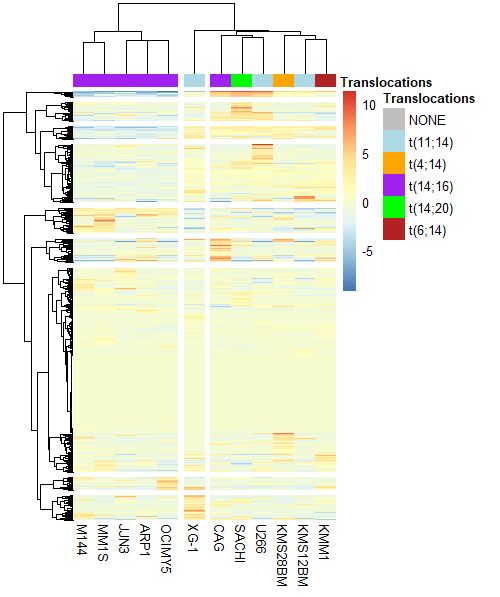 Translocations
10
5
0
-5
Translocations
NONE
t(11;14)
t(4;14)
t(14;16)
t(14;20)
t(6;14)
M144
MM1S
JJN3
ARP1
OCIMY5
XG-1
CAG
SACHI
U266
KMS28BM
KMS12BM
KMM1